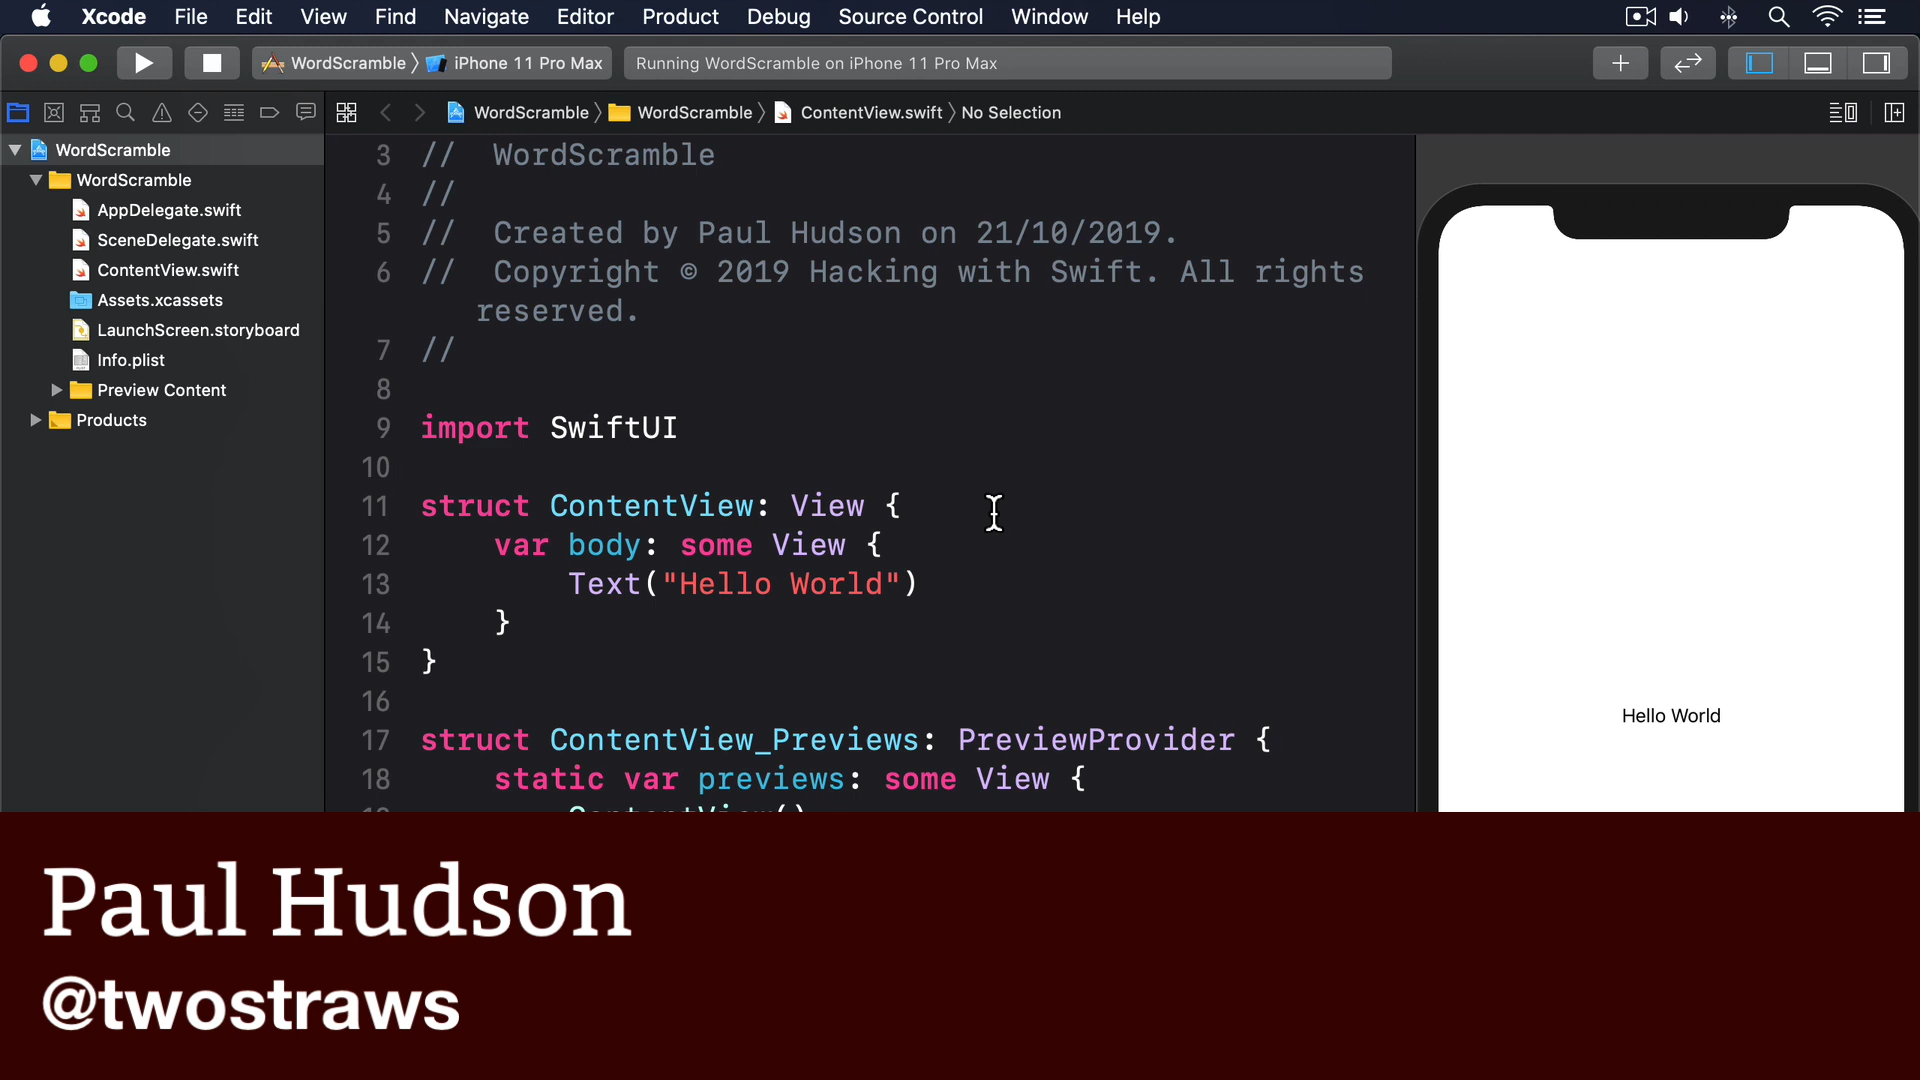 Xcode File Edit View Find Navigate Editor Product Debug Source Control Window Help
WordScramble iPhone 11 Pro Max Running WordScramble on iPhone 11 Pro Max
WordScramble WordScramble ContentView.swift No Selection
WordScramble
WordScramble
AppDelegate.swift
SceneDelegate.swift
ContentView.swift
Assets.xcassets
LaunchScreen.storyboard
Info.plist
Preview Content
Products
3 // WordScramble
4 //
5 // Created by Paul Hudson on 21/10/2019.
6 // Copyright © 2019 Hacking with Swift. All rights
reserved.
7 //
8
9 import SwiftUI
10
11 struct ContentView: View {
12 var body: some View {
13 Text("Hello World")
14 }
15 }
16
17 struct ContentView_Previews: PreviewProvider {
18 static var previews: some View {
ContentView()
Hello World
Paul Hudson
@twostraws